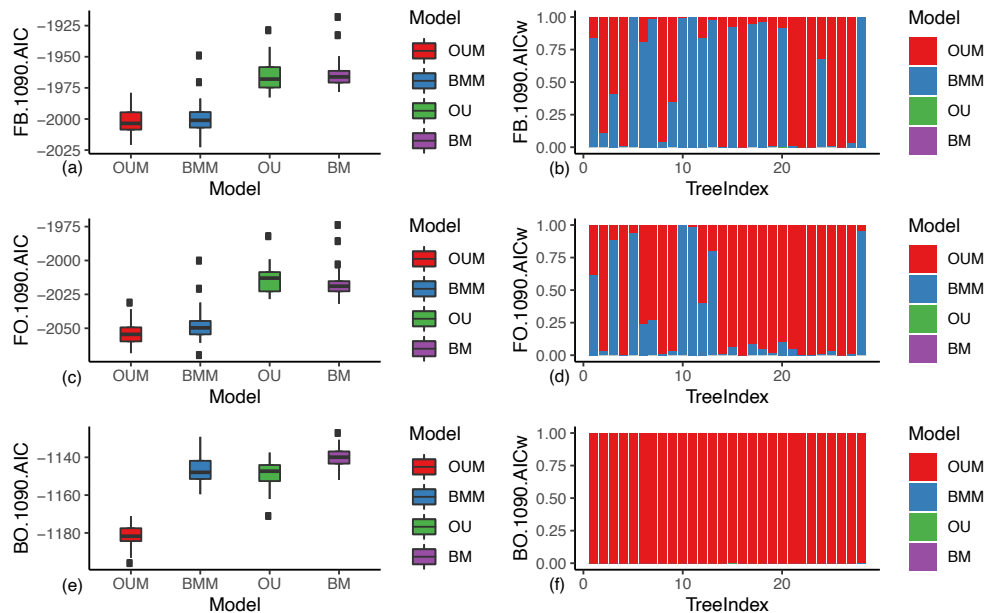 FB.1090.AIC
-1925
-1950
-1975
-2000
-2025
(a)
OUM BMM OU BM
Model
Model
OUM
BMM
OU
BM
FB.1090.AICw
1.00
0.75
0.50
0.25
0.00
(b)
0 10 20
TreeIndex
Model
OUM
BMM
OU
BM
FO.1090.AIC
-1975
-2000
-2025
-2050
(c)
OUM BMM OU BM
Model
Model
OUM
BMM
OU
BM
FO.1090.AICw
1.00
0.75
0.50
0.25
0.00
(d)
0 10 20
TreeIndex
Model
OUM
BMM
OU
BM
BO.1090.AIC
-1140
-1160
-1180
(e)
OUM BMM OU BM
Model
Model
OUM
BMM
OU
BM
BO.1090.AICw
1.00
0.75
0.50
0.25
0.00
(f)
0 10 20
TreeIndex
Model
OUM
BMM
OU
BM